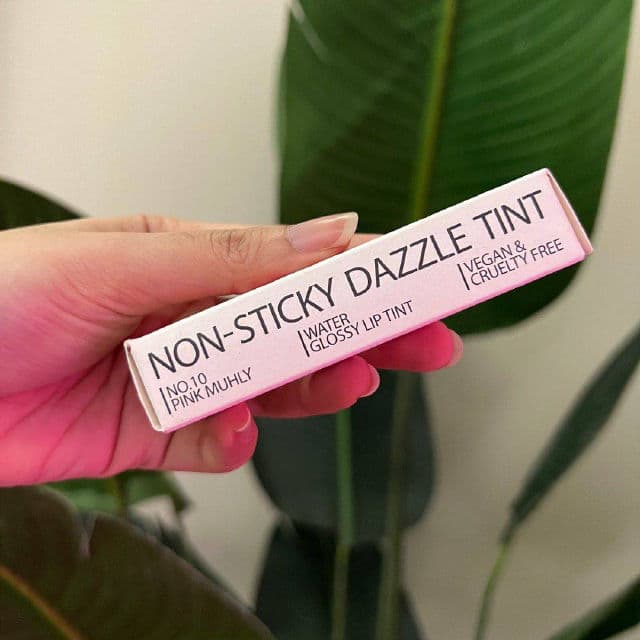 NON-STICKY DAZZLE TINT
NO.10
PINK MUHLY
WATER
GLOSSY LIP TINT
VEGAN &
CRUELTY FREE